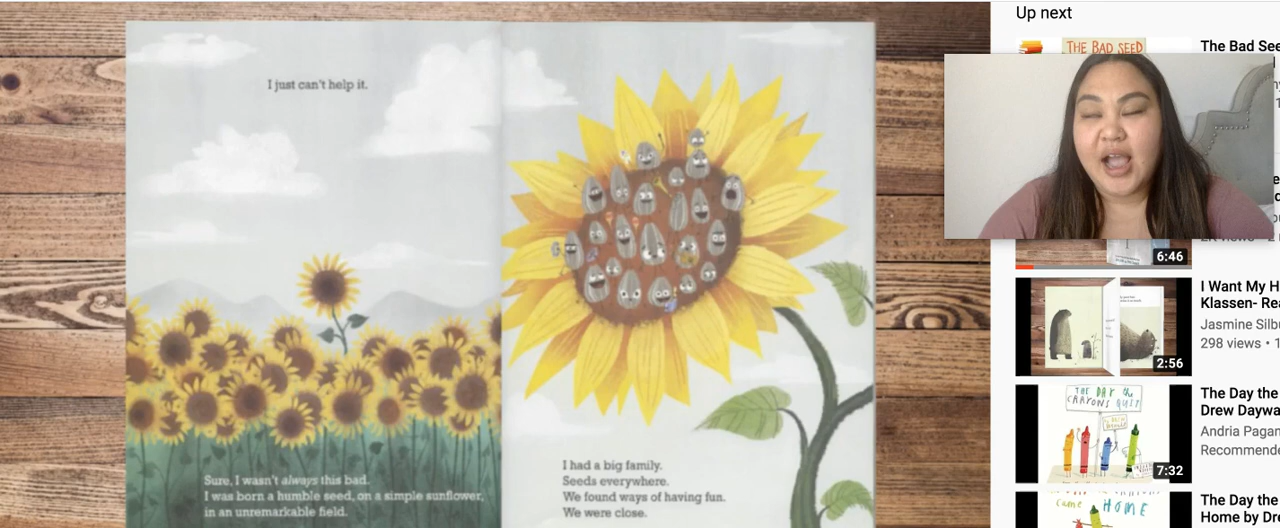 I just can't help it.
Sure, I wasn't always this bad.
I was born a humble seed, on a simple sunflower,
in an unremarkable field.
I had a big family.
Seeds everywhere.
We found ways of having fun.
We were close.
Up next
THE BAD SEED
The Bad See
6:46
I Want My H
Klassen- Re
Jasmine Silb
298 views • 1
2:56
THE DAY THE
CRAYONS QUIT
The Day the
Drew Daywa
Andria Pagan
Recommende
7:32
CAME HOME
The Day the
Home by Dre